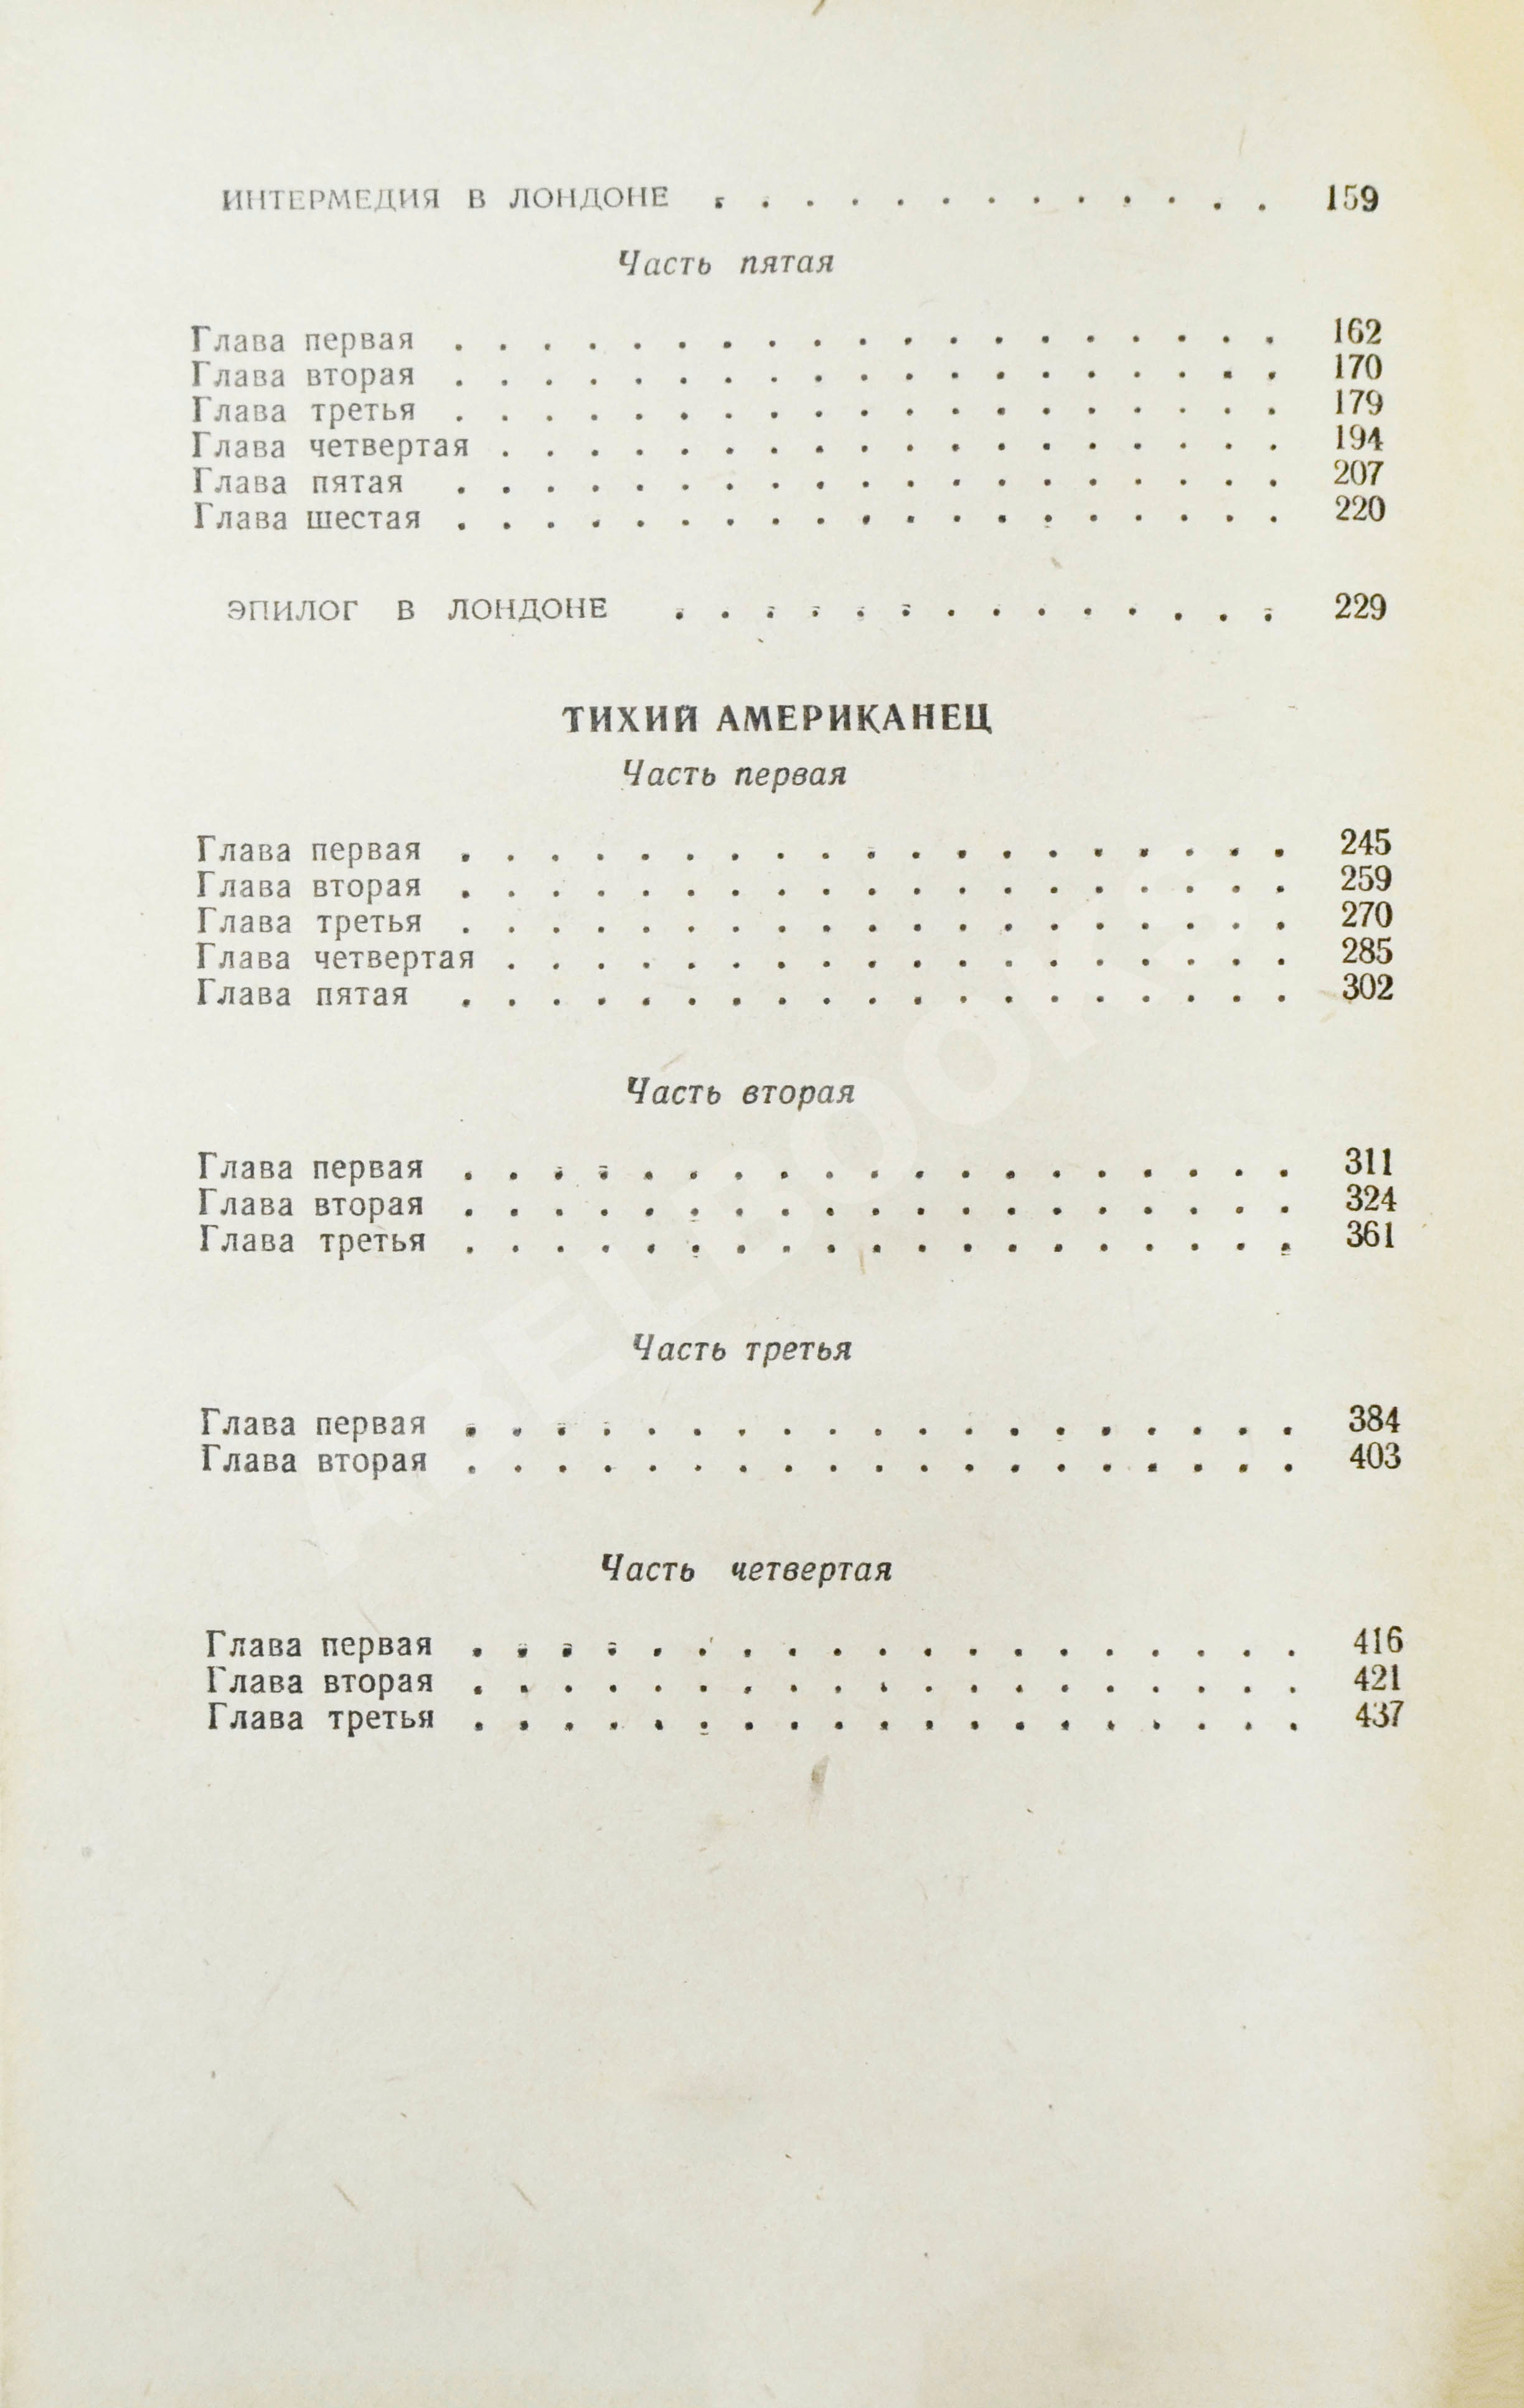 ИНТЕРМЕДИЯ В ЛОНДОНЕ . . . . . . . . . . . . . 159
Часть пятая
Глава первая . . . . . . . . . . . . . . . . . . . 162
Глава вторая . . . . . . . . . . . . . . . . . . . 170
Глава третья . . . . . . . . . . . . . . . . . . . 179
Глава четвертая . . . . . . . . . . . . . . . . . . 194
Глава пятая . . . . . . . . . . . . . . . . . . . 207
Глава шестая . . . . . . . . . . . . . . . . . . . 220
ЭПИЛОГ В ЛОНДОНЕ . . . . . . . . . . . . . . 229
ТИХИЙ АМЕРИКАНЕЦ
Часть первая
Глава первая . . . . . . . . . . . . . . . . . . . 245
Глава вторая . . . . . . . . . . . . . . . . . . . 259
Глава третья . . . . . . . . . . . . . . . . . . . 270
Глава четвертая . . . . . . . . . . . . . . . . . . 285
Глава пятая . . . . . . . . . . . . . . . . . . . 302
Часть вторая
Глава первая . . . . . . . . . . . . . . . . . . . 311
Глава вторая . . . . . . . . . . . . . . . . . . . 324
Глава третья . . . . . . . . . . . . . . . . . . . 361
Часть третья
Глава первая . . . . . . . . . . . . . . . . . . . 384
Глава вторая . . . . . . . . . . . . . . . . . . . 403
Часть четвертая
Глава первая . . . . . . . . . . . . . . . . . . . 416
Глава вторая . . . . . . . . . . . . . . . . . . . 421
Глава третья . . . . . . . . . . . . . . . . . . . 437